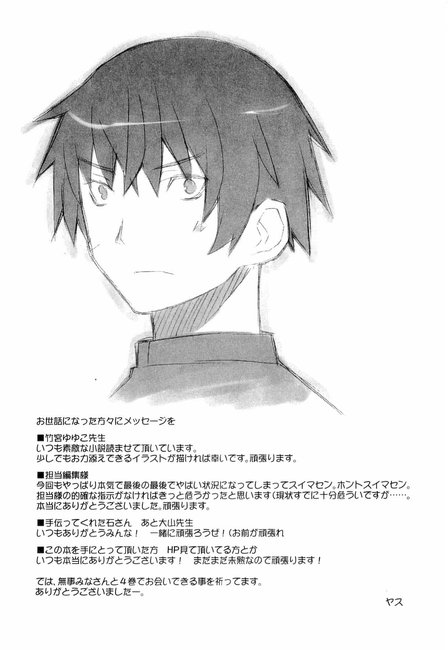 お世話になった方々にメッセージを
■竹宮ゆゆこ先生
いつも素敵な小説読ませて頂いています。
少しでもお力添えできるイラストが描ければ幸いです。頑張ります。
■担当編集様
今回もやっぱり本気で最後の最後でやばい状況になってしまってスイマセン。ホントスイマセン。
担当様の的確な指示がなければきっと危うかったと思います(現状すでに十分危ういですが……。
本当にありがとうございました。頑張ります。
■手伝ってくれた石さん　あと大山先生
いつもありがとうみんな！　一緒に頑張ろうぜ！(お前が頑張れ
■この本を手にとって頂いた方　HP見て頂いてる方とか
いつも本当にありがとうございます！　まだまだ未熟なので頑張ります！
では、無事みなさんと４巻でお会いできる事を祈ってます。
ありがとうございましたー。
ヤス